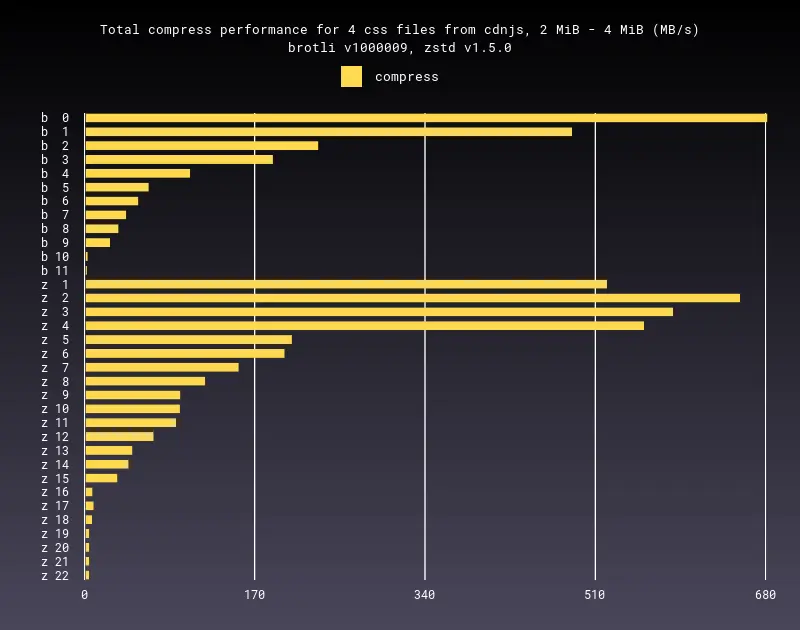 Total compress performance for 4 css files from cdnjs, 2 MiB - 4 MiB (MB/s)
brotli v1000009, zstd v1.5.0
compress
b 0
b 1
b 2
b 3
b 4
b 5
b 6
b 7
b 8
b 9
b 10
b 11
z 1
z 2
z 3
z 4
z 5
z 6
z 7
z 8
z 9
z 10
z 11
z 12
z 13
z 14
z 15
z 16
z 17
z 18
z 19
z 20
z 21
z 22
0 170 340 510 680